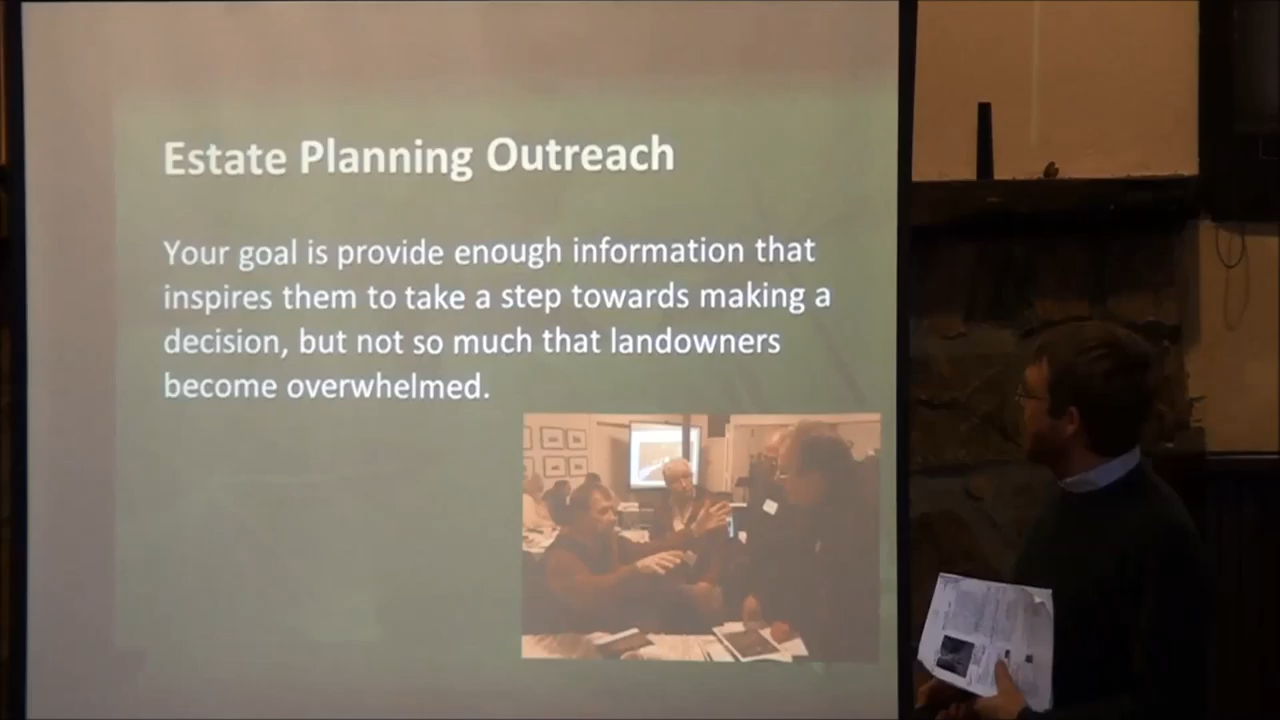 Estate Planning Outreach
Your goal is provide enough information that
inspires them to take a step towards making a
decision, but not so much that landowners
become overwhelmed.